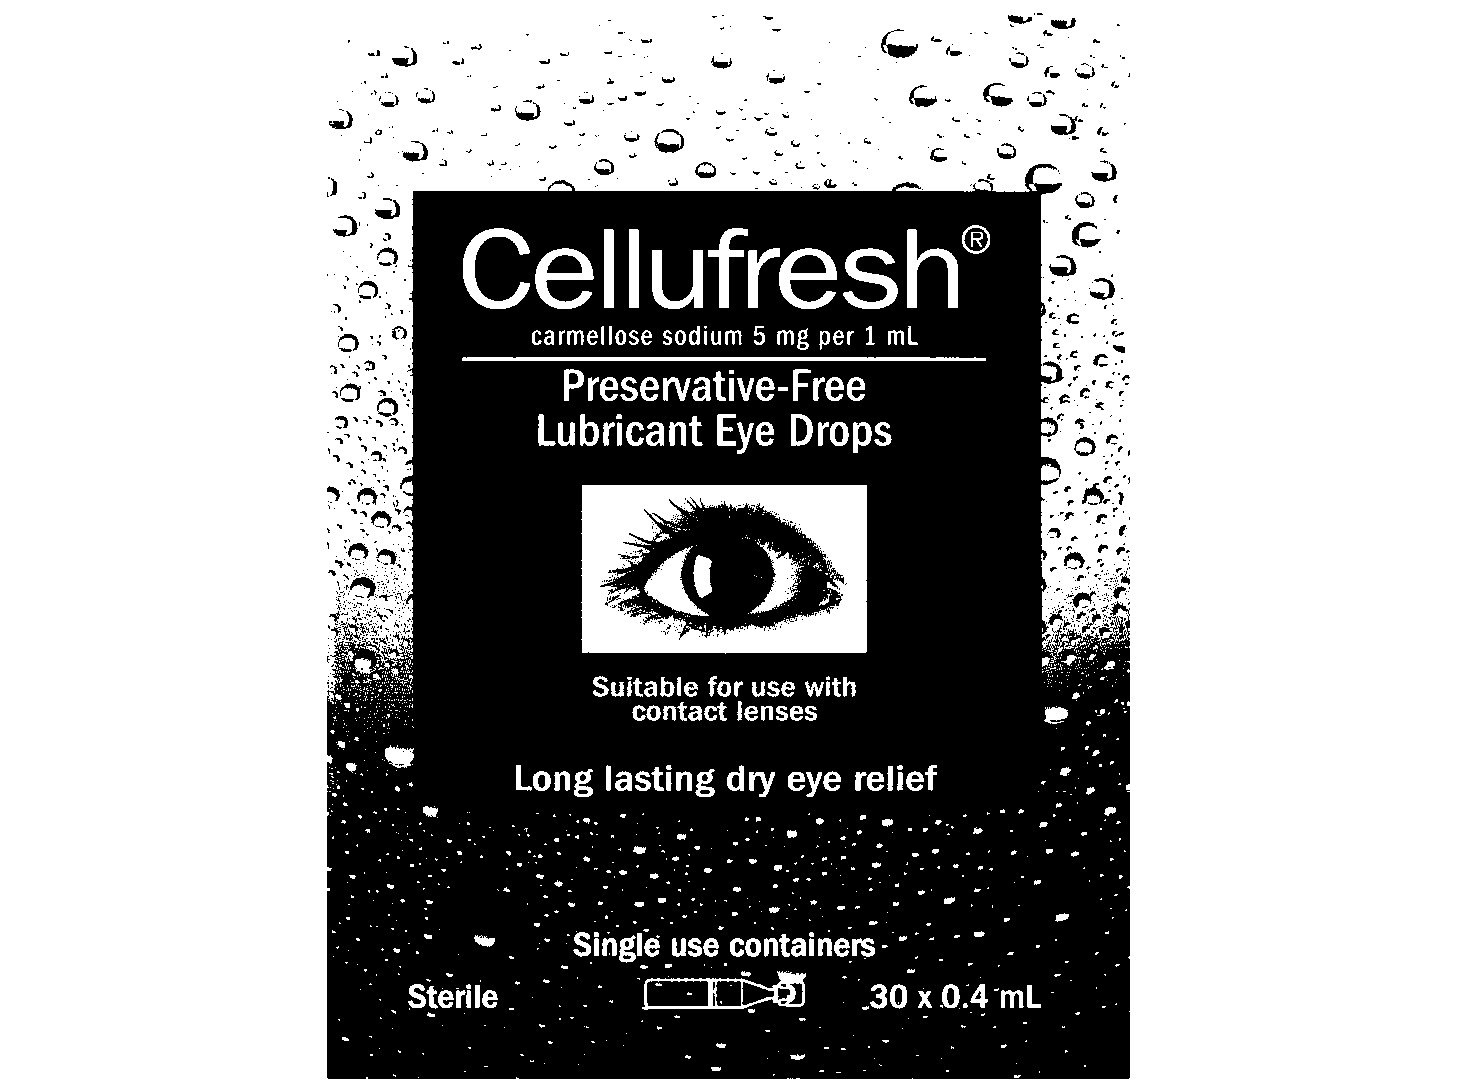 Cellufresh®
carmellose sodium 5 mg per 1 mL
Preservative-Free
Lubricant Eye Drops
Suitable for use with
contact lenses
Long lasting dry eye relief
Single use containers
Sterile
30 x 0.4 mL